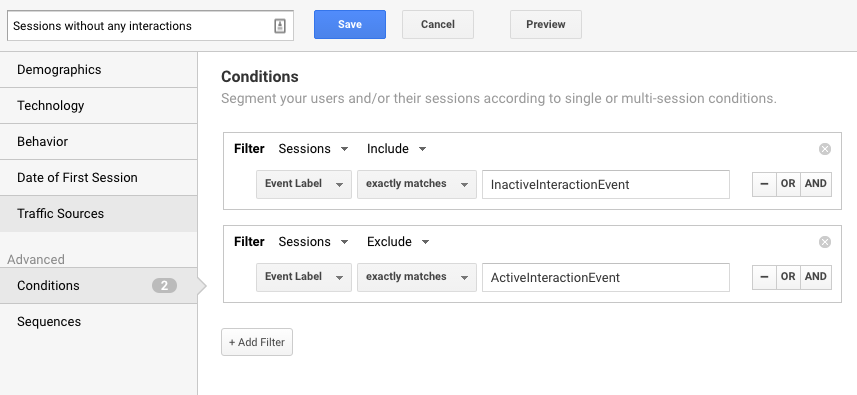 Sessions without any interactions
Save
Cancel
Preview
Demographics
Technology
Behavior
Date of First Session
Traffic Sources
Advanced
Conditions 2
Sequences
Conditions
Segment your users and/or their sessions according to single or multi-session conditions.
Filter Sessions Include
Event Label exactly matches InactiveInteractionEvent – OR AND
Filter Sessions Exclude
Event Label exactly matches ActiveInteractionEvent – OR AND
+ Add Filter